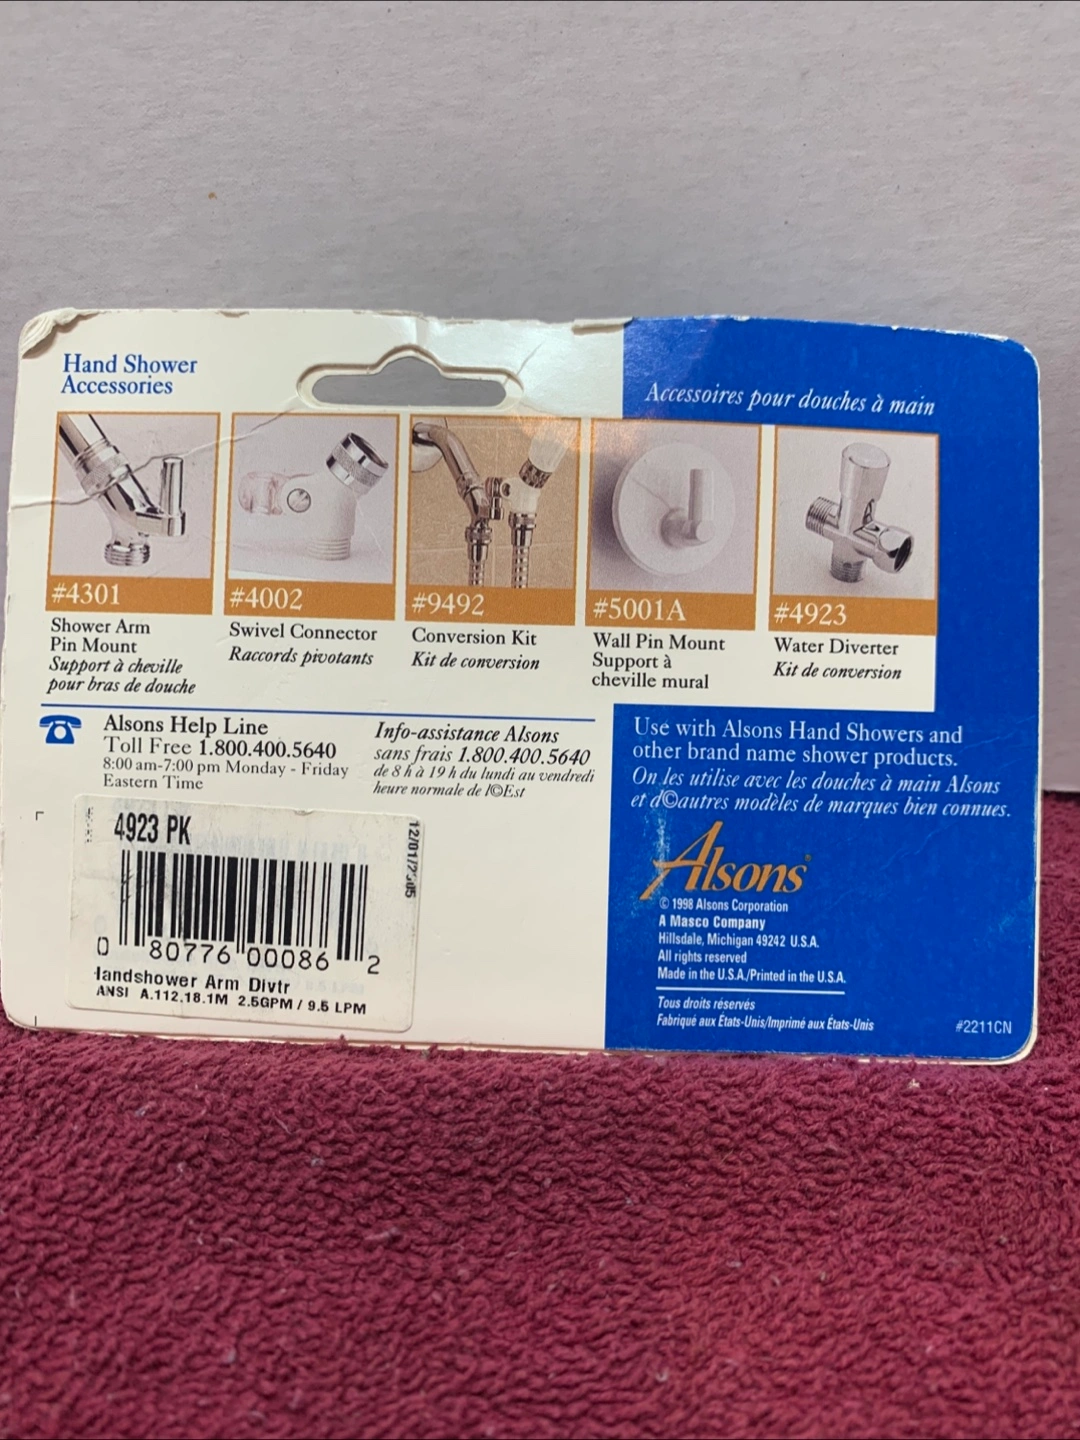 Hand Shower
Accessories
Accessoires pour douches à main
#4301
Shower Arm
Pin Mount
Support à cheville
pour bras de douche
#4002
Swivel Connector
Raccords pivotants
#9492
Conversion Kit
Kit de conversion
#5001A
Wall Pin Mount
Support à
cheville mural
#4923
Water Diverter
Kit de conversion
Alsons Help Line
Toll Free 1.800.400.5640
8:00 am-7:00 pm Monday - Friday
Eastern Time
Info-assistance Alsons
sans frais 1.800.400.5640
de 8 h à 19 h du lundi au vendredi
heure normale de l©Est
Use with Alsons Hand Showers and
other brand name shower products.
On les utilise avec les douches à main Alsons
et d©autres modèles de marques bien connues.
4923 PK
0 80776 00086 2
andshower Arm Divtr
ANSI A.112.18.1M 2.5GPM / 9.5 LPM
Alsons
© 1998 Alsons Corporation
A Masco Company
Hillsdale, Michigan 49242 U.S.A.
All rights reserved
Made in the U.S.A./Printed in the U.S.A.
Tous droits réservés
Fabriqué aux États-Unis/Imprimé aux États-Unis
#2211CN